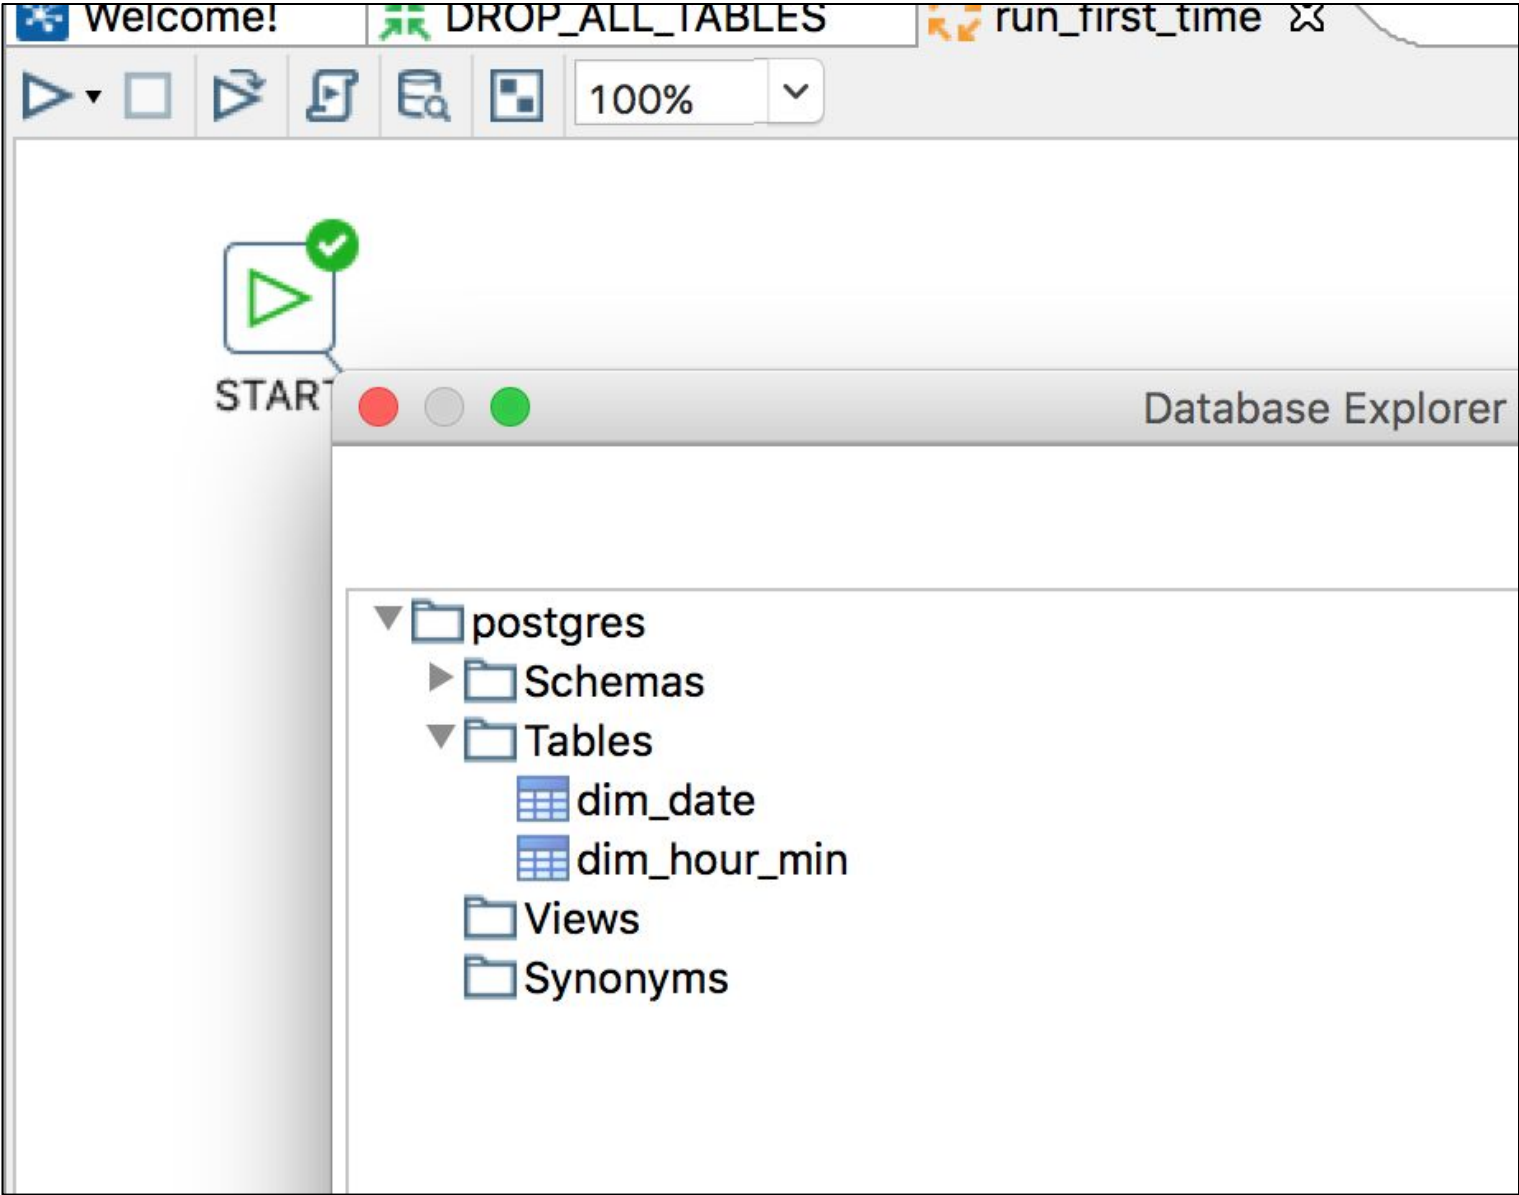 Welcome! DROP_ALL_TABLES run_first_time
100%
START
Database Explorer
postgres
Schemas
Tables
dim_date
dim_hour_min
Views
Synonyms